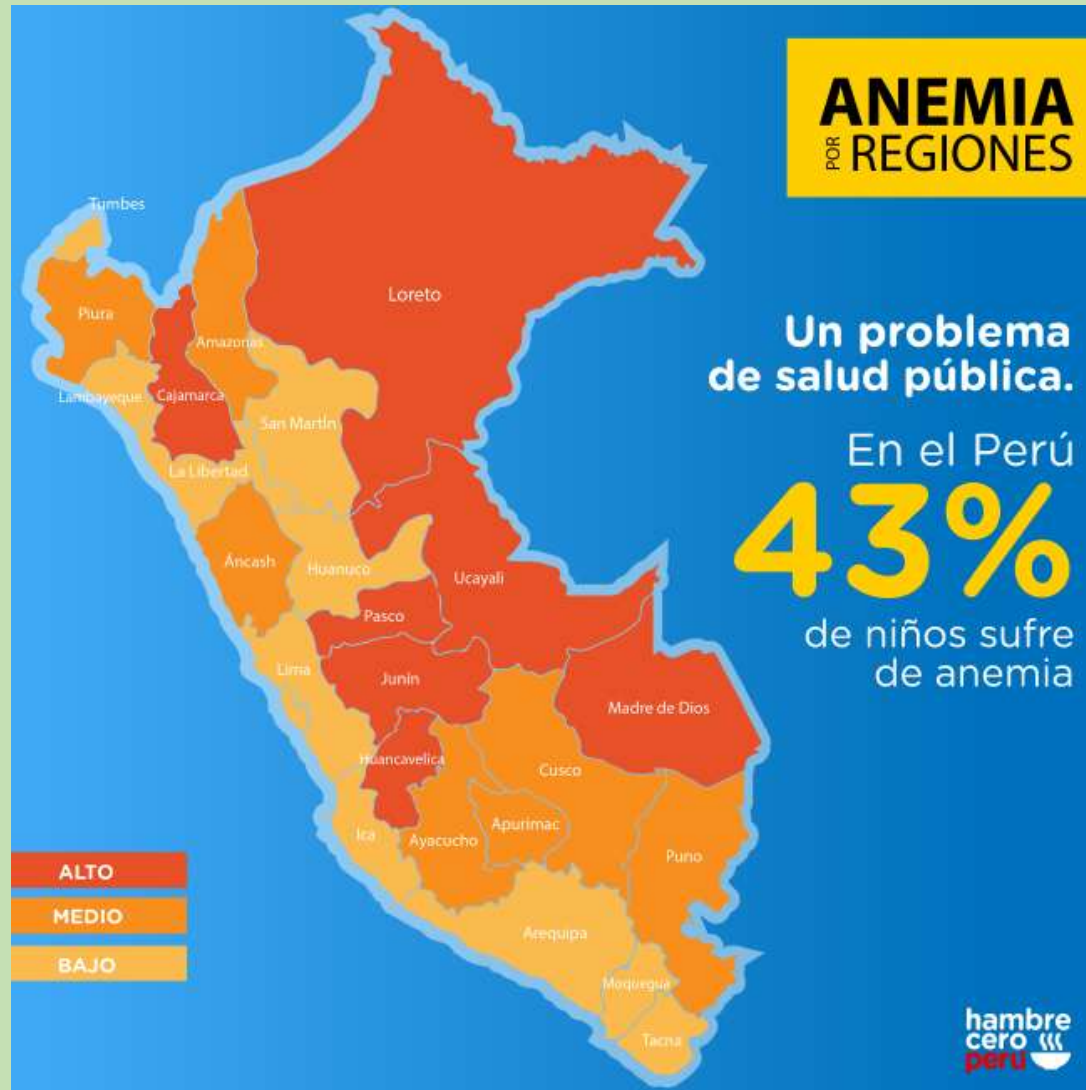 ANEMIA
POR REGIONES
Un problema
de salud pública.
En el Perú
43%
de niños sufre
de anemia
Tumbes
Piura
Loreto
Amazonas
Lambayeque
Cajamarca
San Martín
La Libertad
Áncash
Huanuco
Ucayali
Pasco
Lima
Junín
Madre de Dios
Huancavelica
Cusco
Ica
Ayacucho
Apurimac
Puno
Arequipa
Moquegua
Tacna
ALTO
MEDIO
BAJO
hambre
cero
perú